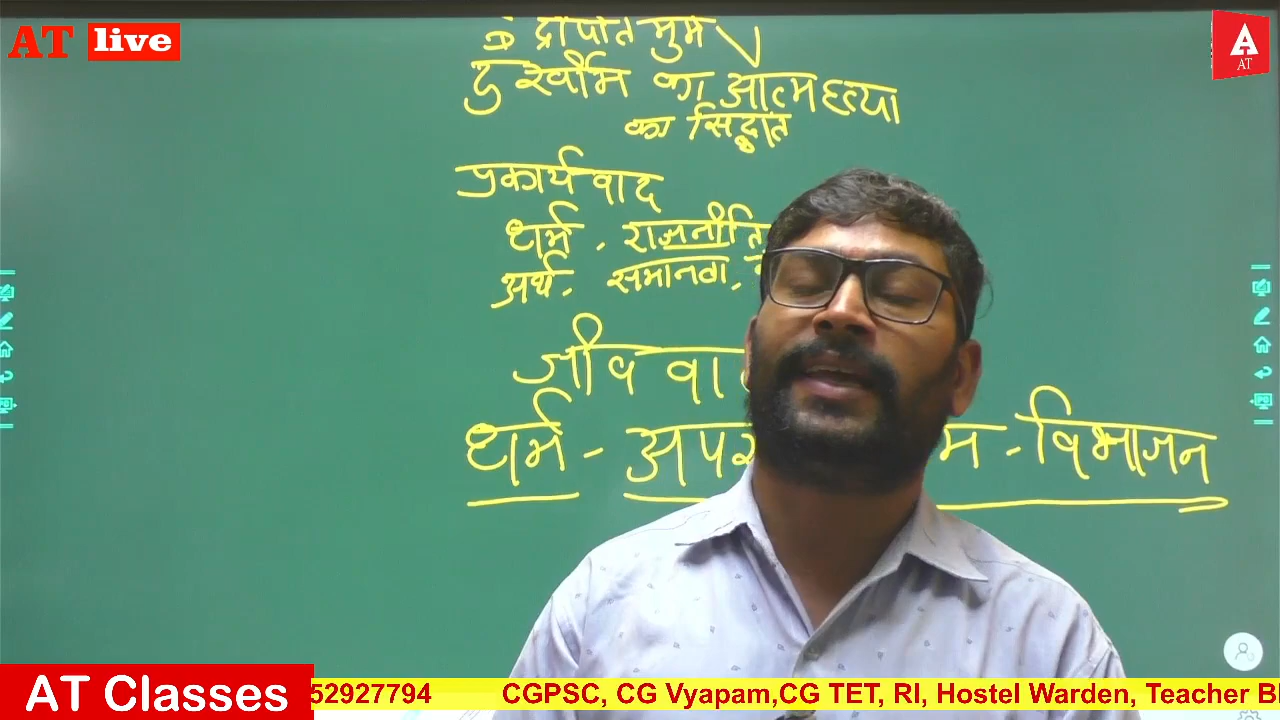 AT live
AT
दुर्खीम का आत्महत्या
का सिद्धांत
प्रकार्यवाद
धर्म . राजनीति
अर्थ . समानता .
जीव वा
धर्म - अपरा म - विभाजन
AT Classes 52927794 CGPSC, CG Vyapam,CG TET, RI, Hostel Warden, Teacher